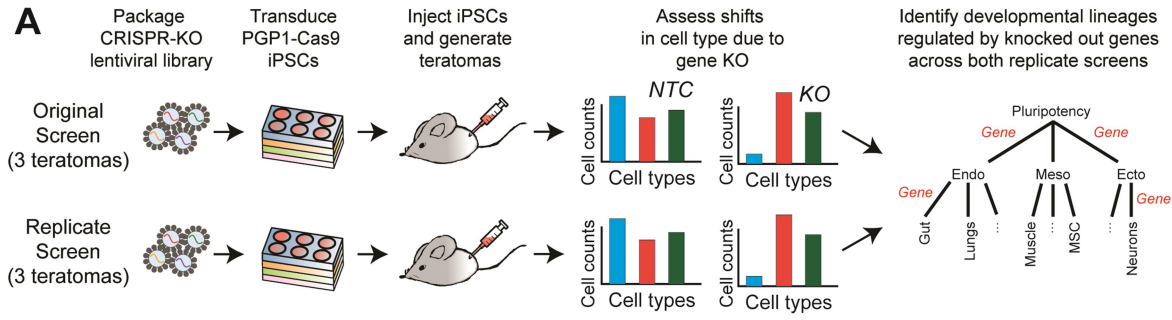 A
Package
CRISPR-KO
lentiviral library
Transduce
PGP1-Cas9
iPSCs
Inject iPSCs
and generate
teratomas
Assess shifts
in cell type due to
gene KO
Identify developmental lineages
regulated by knocked out genes
across both replicate screens
Original
Screen
(3 teratomas)
NTC
Cell counts
Cell types
KO
Cell counts
Cell types
Replicate
Screen
(3 teratomas)
Cell counts
Cell types
Cell counts
Cell types
Pluripotency
Gene
Gene
Endo
Meso
Ecto
Gene
Gene
Gut
Lungs
...
Muscle
...
MSC
...
Neurons